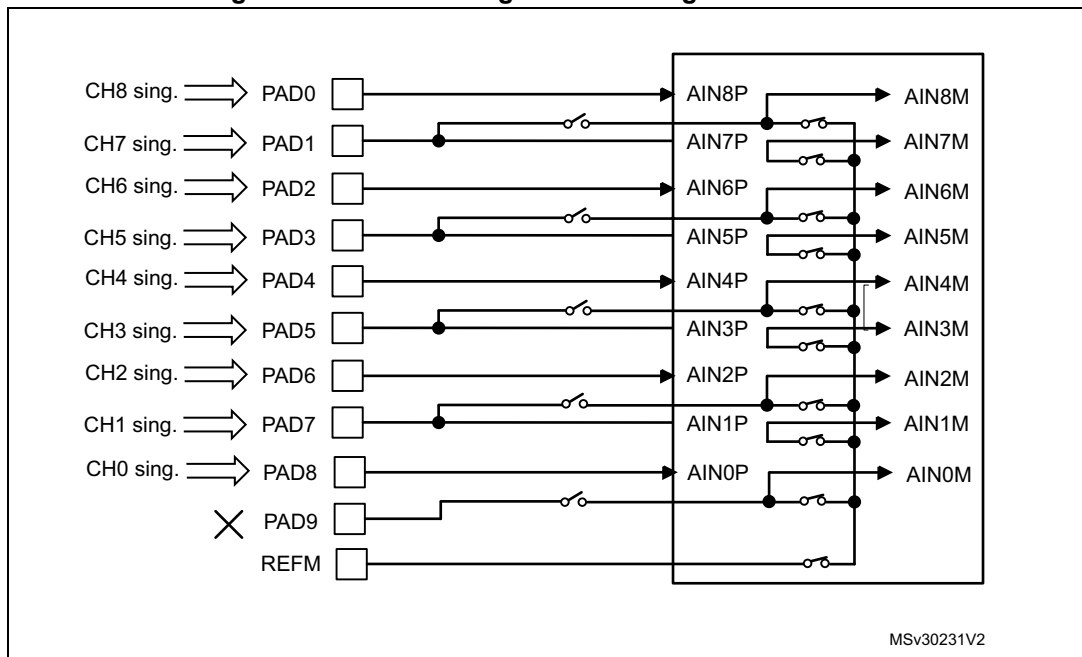 CH8 sing. PAD0 AIN8P AIN8M
CH7 sing. PAD1 AIN7P AIN7M
CH6 sing. PAD2 AIN6P AIN6M
CH5 sing. PAD3 AIN5P AIN5M
CH4 sing. PAD4 AIN4P AIN4M
CH3 sing. PAD5 AIN3P AIN3M
CH2 sing. PAD6 AIN2P AIN2M
CH1 sing. PAD7 AIN1P AIN1M
CH0 sing. PAD8 AIN0P AIN0M
PAD9
REFM
MSv30231V2